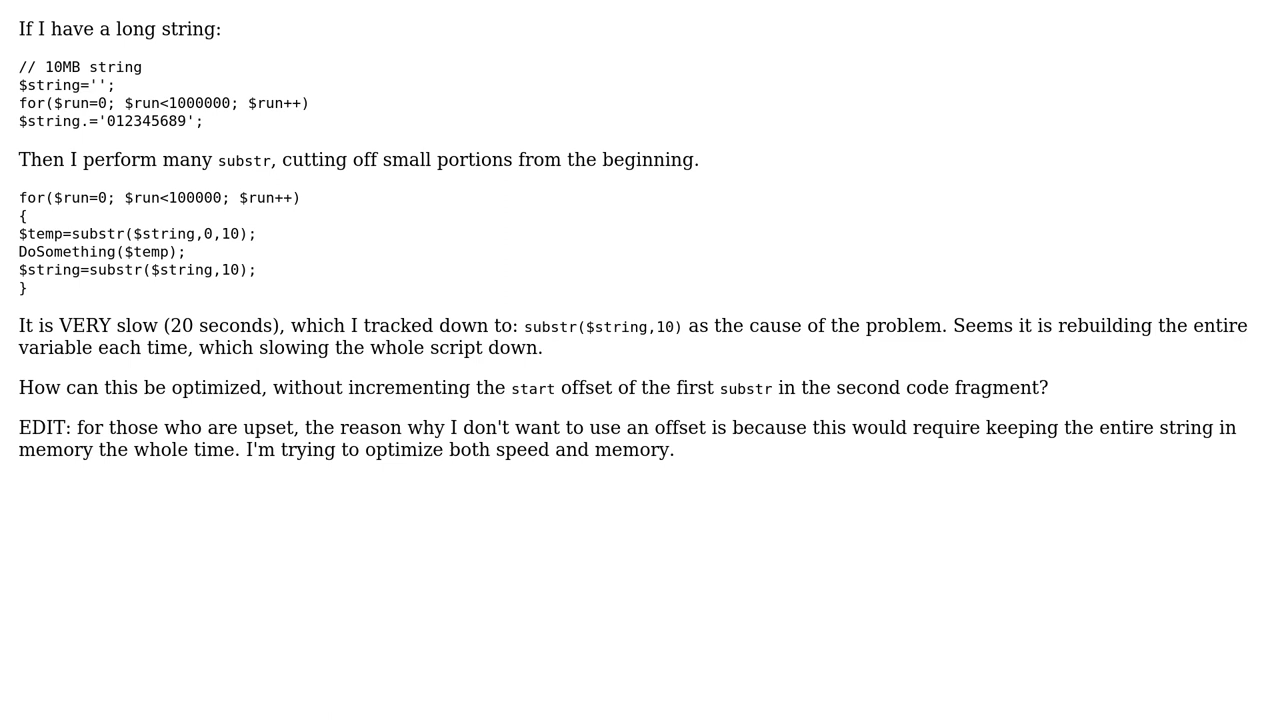 If I have a long string:
// 10MB string
$string='';
for($run=0; $run<1000000; $run++)
$string.='012345689';
Then I perform many substr, cutting off small portions from the beginning.
for($run=0; $run<100000; $run++)
{
$temp=substr($string,0,10);
DoSomething($temp);
$string=substr($string,10);
}
It is VERY slow (20 seconds), which I tracked down to: substr($string,10) as the cause of the problem. Seems it is rebuilding the entire
variable each time, which slowing the whole script down.
How can this be optimized, without incrementing the start offset of the first substr in the second code fragment?
EDIT: for those who are upset, the reason why I don't want to use an offset is because this would require keeping the entire string in
memory the whole time. I'm trying to optimize both speed and memory.